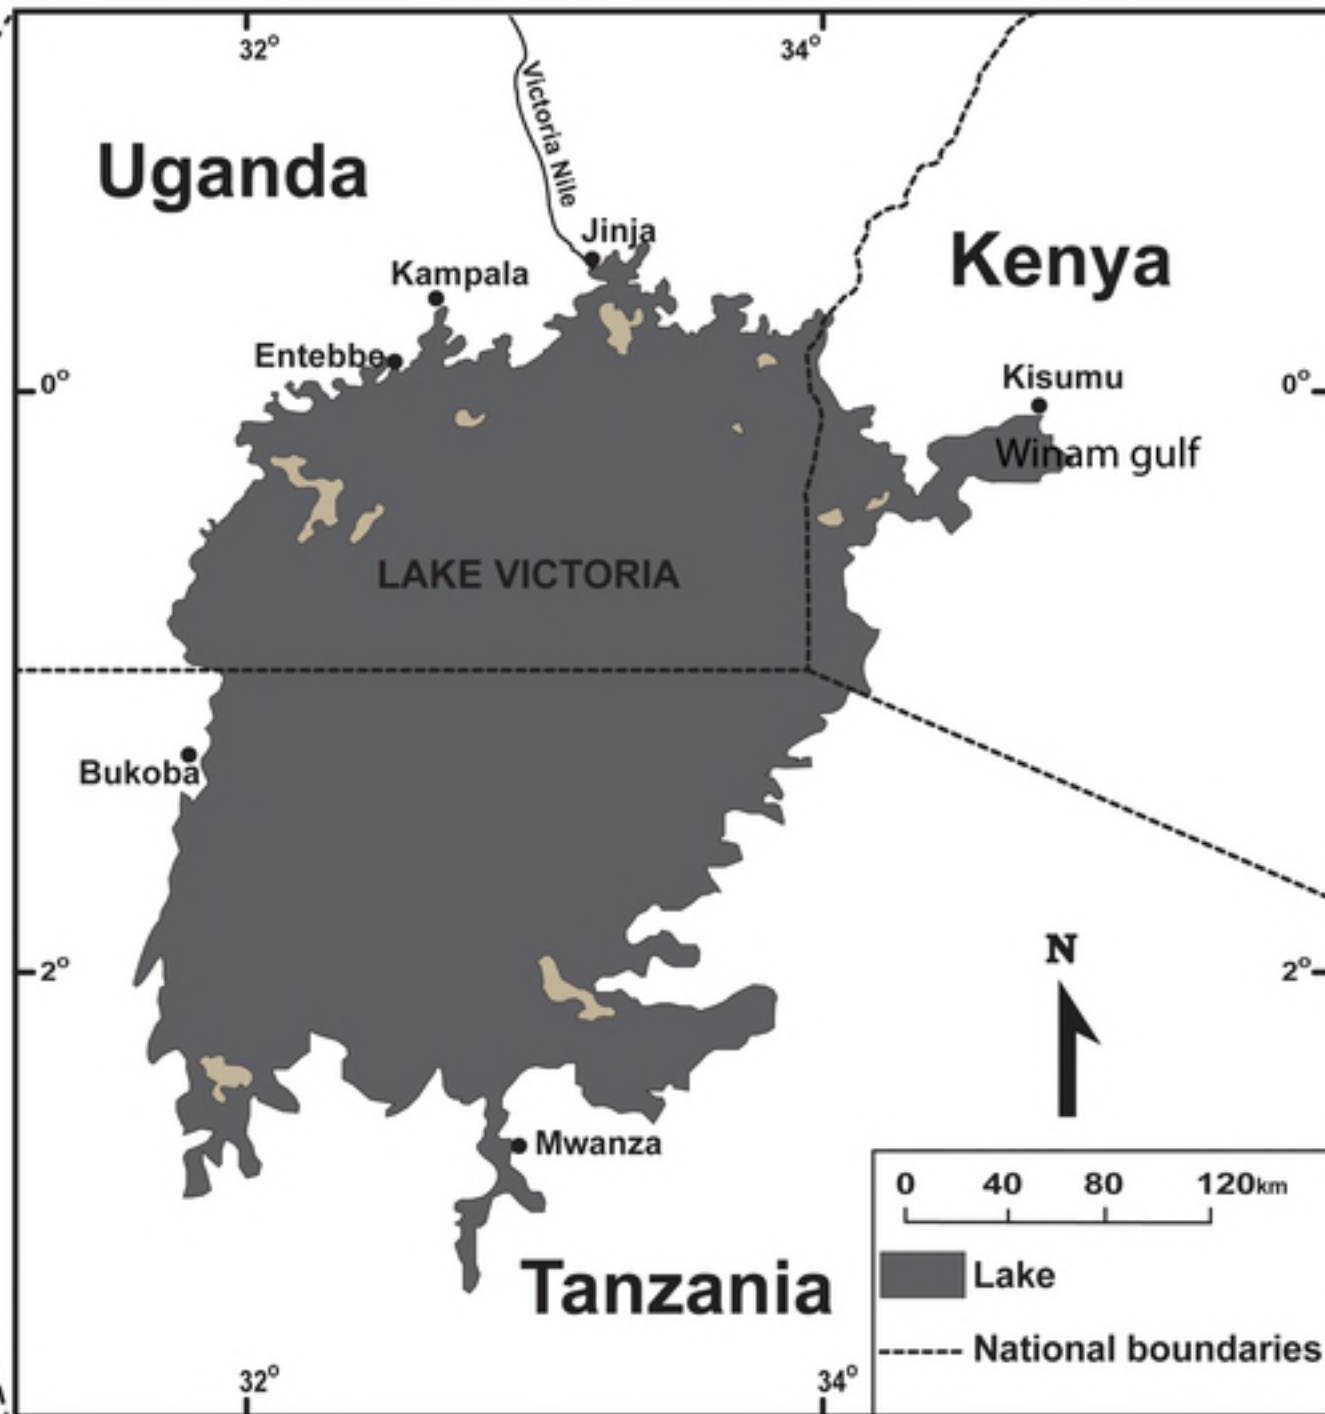 32°
34°
Victoria Nile
Uganda
Jinja
Kenya
Kampala
Entebbe
Kisumu
0°
0°
Winam gulf
LAKE VICTORIA
Bukoba
N
2°
2°
Mwanza
0 40 80 120km
Tanzania
Lake
National boundaries
32°
34°